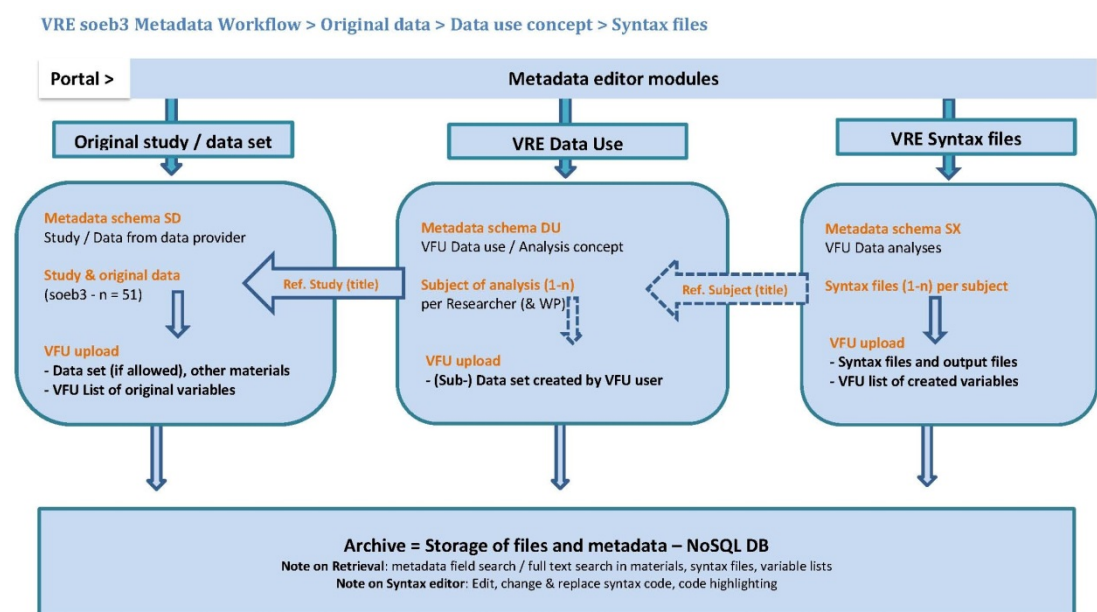 VRE soeb3 Metadata Workflow > Original data > Data use concept > Syntax files
Portal >
Metadata editor modules
Original study / data set
VRE Data Use
VRE Syntax files
Metadata schema SD
Study / Data from data provider
Study & original data
(soeb3 - n = 51)
VFU upload
- Data set (if allowed), other materials
- VFU List of original variables
Ref. Study (title)
Metadata schema DU
VFU Data use / Analysis concept
Subject of analysis (1-n)
per Researcher (& WP)
VFU upload
- (Sub-) Data set created by VFU user
Ref. Subject (title)
Metadata schema SX
VFU Data analyses
Syntax files (1-n) per subject
VFU upload
- Syntax files and output files
- VFU list of created variables
Archive = Storage of files and metadata – NoSQL DB
Note on Retrieval: metadata field search / full text search in materials, syntax files, variable lists
Note on Syntax editor: Edit, change & replace syntax code, code highlighting